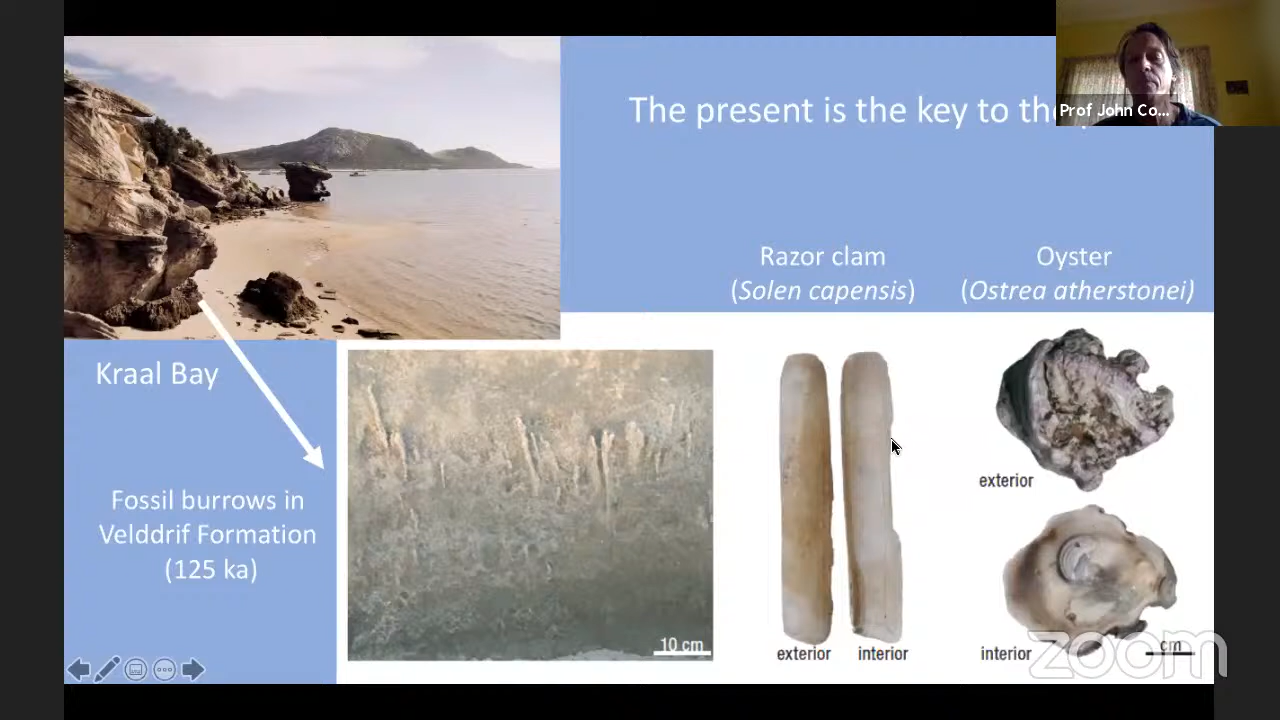 The present is the key to the
Prof John Co...
Razor clam
(Solen capensis)
Oyster
(Ostrea atherstonei)
Kraal Bay
Fossil burrows in
Velddrif Formation
(125 ka)
10 cm
exterior
interior
exterior
interior
cm
zoom